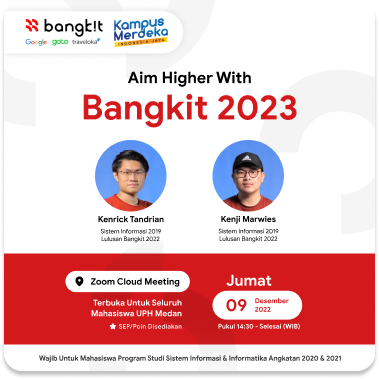 bangk!t
Google goto traveloka
Kampus
Merdeka
INDONESIA JAYA
Aim Higher With
Bangkit 2023
Kenrick Tandrian
Sistem Informasi 2019
Lulusan Bangkit 2022
Kenji Marwies
Sistem Informasi 2019
Lulusan Bangkit 2022
Zoom Cloud Meeting
Terbuka Untuk Seluruh
Mahasiswa UPH Medan
★ SEP/Poin Disediakan
Jumat
09 Desember
2022
Pukul 14:30 - Selesai (WIB)
Wajib Untuk Mahasiswa Program Studi Sistem Informasi & Informatika Angkatan 2020 & 2021